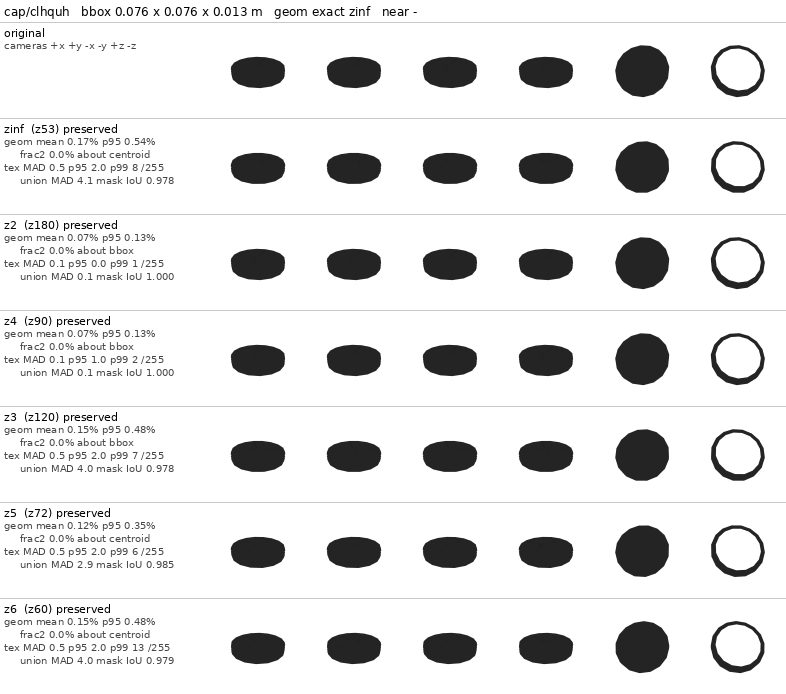 cap/clhquh bbox 0.076 x 0.076 x 0.013 m geom exact zinf near -
original
cameras +x +y -x -y +z -z
zinf (z53) preserved
geom mean 0.17% p95 0.54%
frac2 0.0% about centroid
tex MAD 0.5 p95 2.0 p99 8 /255
union MAD 4.1 mask IoU 0.978
z2 (z180) preserved
geom mean 0.07% p95 0.13%
frac2 0.0% about bbox
tex MAD 0.1 p95 0.0 p99 1 /255
union MAD 0.1 mask IoU 1.000
z4 (z90) preserved
geom mean 0.07% p95 0.13%
frac2 0.0% about bbox
tex MAD 0.1 p95 1.0 p99 2 /255
union MAD 0.1 mask IoU 1.000
z3 (z120) preserved
geom mean 0.15% p95 0.48%
frac2 0.0% about bbox
tex MAD 0.5 p95 2.0 p99 7 /255
union MAD 4.0 mask IoU 0.978
z5 (z72) preserved
geom mean 0.12% p95 0.35%
frac2 0.0% about centroid
tex MAD 0.5 p95 2.0 p99 6 /255
union MAD 2.9 mask IoU 0.985
z6 (z60) preserved
geom mean 0.15% p95 0.48%
frac2 0.0% about centroid
tex MAD 0.5 p95 2.0 p99 13 /255
union MAD 4.0 mask IoU 0.979